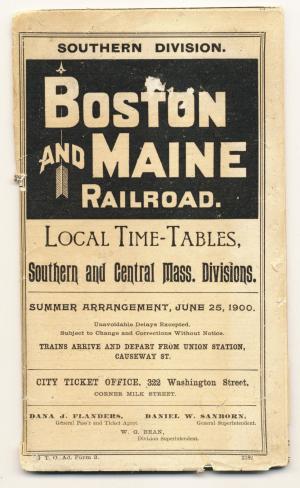 SOUTHERN DIVISION.
BOSTON
AND MAINE
RAILROAD.
LOCAL TIME-TABLES,
Southern and Central Mass. Divisions.
SUMMER ARRANGEMENT, JUNE 25, 1900.
Unavoidable Delays Excepted.
Subject to Change and Corrections Without Notice.
TRAINS ARRIVE AND DEPART FROM UNION STATION,
CAUSEWAY ST.
CITY TICKET OFFICE, 322 Washington Street,
CORNER MILK STREET.
DANA J. FLANDERS, DANIEL W. SANBORN,
General Pass'r and Ticket Agent. General Superintendent.
W. G. BEAN,
Division Superintendent.
J T. O. Ad. Form 3.